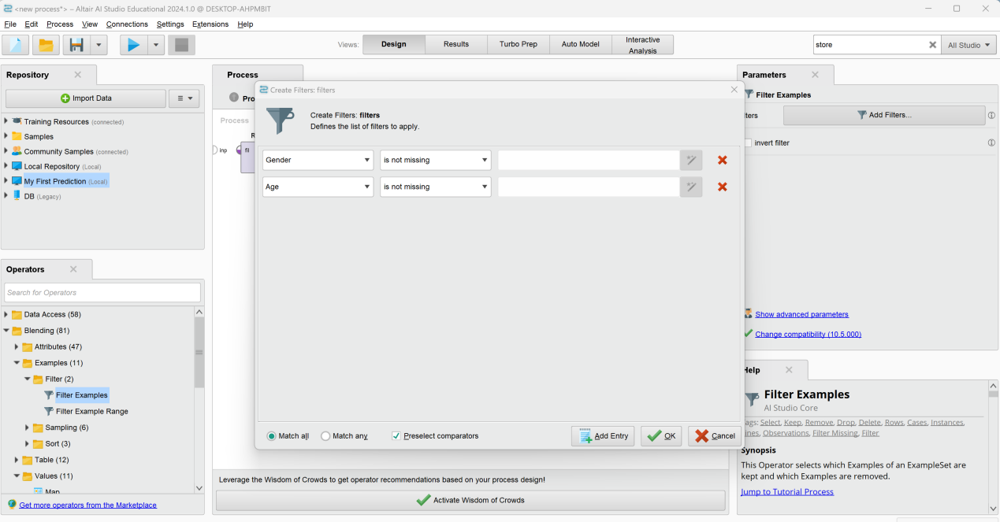 <new process*> – Altair AI Studio Educational 2024.1.0 @ DESKTOP-AHPMBIT
File Edit Process View Connections Settings Extensions Help
Views: Design Results Turbo Prep Auto Model Interactive Analysis
store All Studio
Repository
Import Data
Training Resources (connected)
Samples
Community Samples (connected)
Local Repository (Local)
My First Prediction (Local)
DB (Legacy)
Operators
Search for Operators
Data Access (58)
Blending (81)
Attributes (47)
Examples (11)
Filter (2)
Filter Examples
Filter Example Range
Sampling (6)
Sort (3)
Table (12)
Values (11)
Map
Get more operators from the Marketplace
Process
Pro
Process
R
inp fil
Create Filters: filters
Create Filters: filters
Defines the list of filters to apply.
Gender is not missing
Age is not missing
Match all Match any Preselect comparators Add Entry OK Cancel
Leverage the Wisdom of Crowds to get operator recommendations based on your process design!
Activate Wisdom of Crowds
Parameters
Filter Examples
ters Add Filters...
invert filter
Show advanced parameters
Change compatibility (10.5.000)
Help
Filter Examples
AI Studio Core
ags: Select, Keep, Remove, Drop, Delete, Rows, Cases, Instances,
ines, Observations, Filter Missing, Filter
Synopsis
This Operator selects which Examples of an ExampleSet are
kept and which Examples are removed.
Jump to Tutorial Process